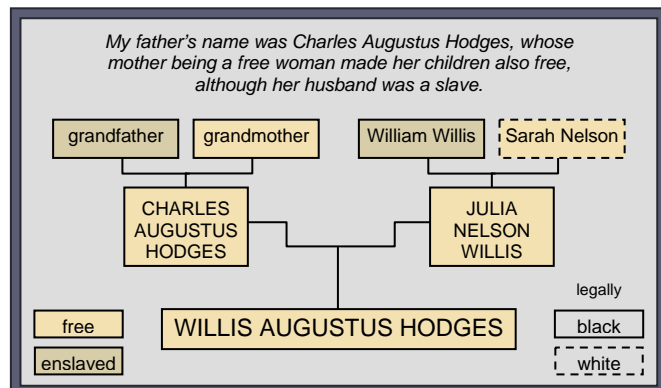 My father's name was Charles Augustus Hodges, whose
mother being a free woman made her children also free,
although her husband was a slave.
grandfather
grandmother
William Willis
Sarah Nelson
CHARLES
AUGUSTUS
HODGES
JULIA
NELSON
WILLIS
legally
free
WILLIS AUGUSTUS HODGES
black
enslaved
white